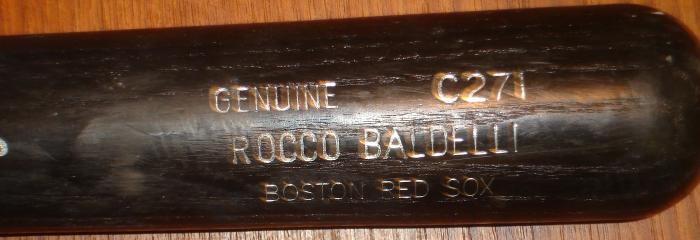 GENUINE C271
ROCCO BALDELLI
BOSTON RED SOX